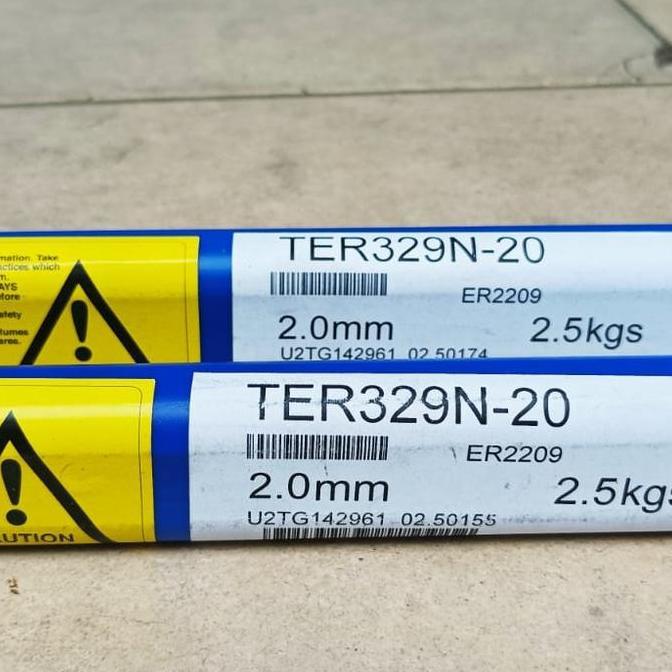 mation. Take
actices which
m.
AYS
fore
afety
fumes
ares.
TER329N-20
ER2209
2.0mm 2.5kgs
U2TG142961 02.50174
TER329N-20
ER2209
2.0mm 2.5kgs
U2TG142961 02.50155
UTION